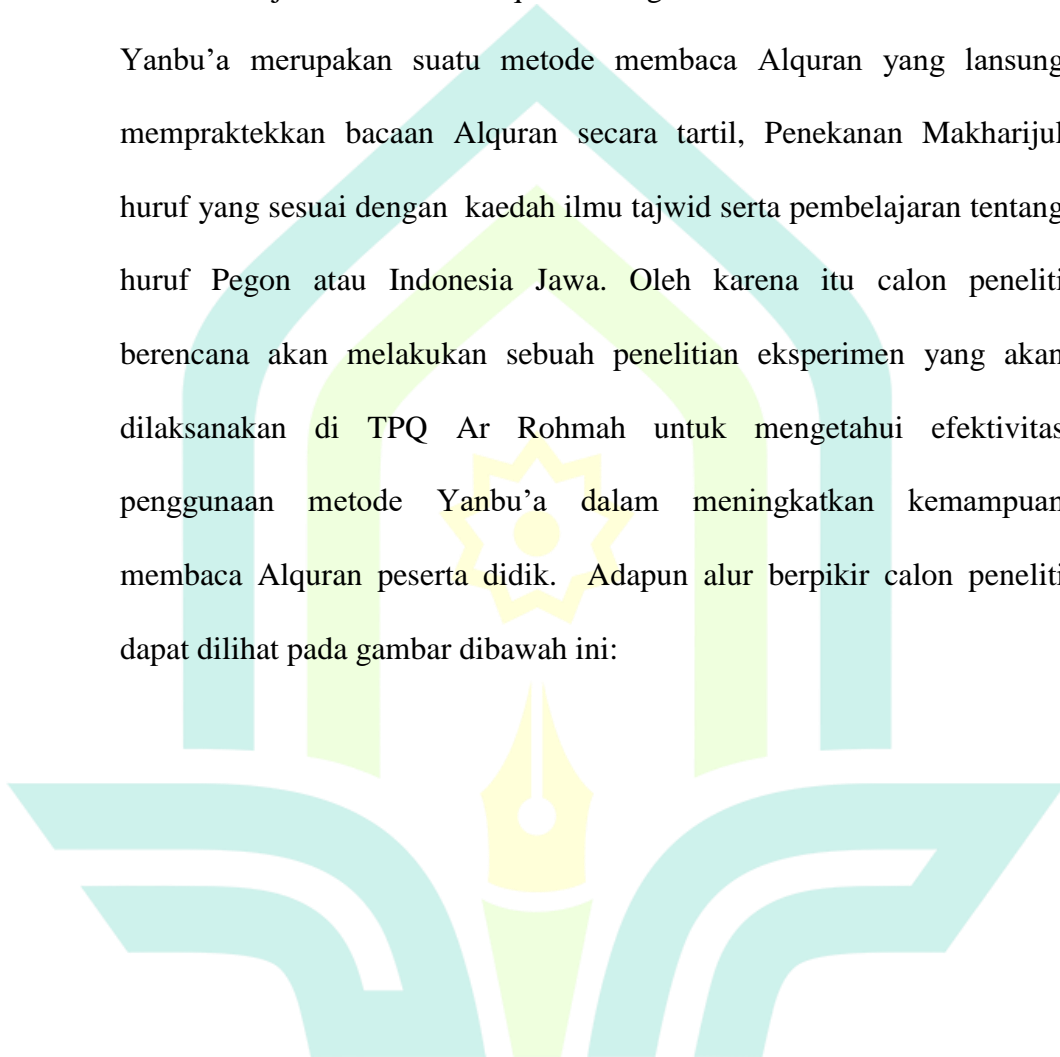 Yanbu’a merupakan suatu metode membaca Alquran yang lansung
mempraktekkan bacaan Alquran secara tartil, Penekanan Makharijul
huruf yang sesuai dengan kaedah ilmu tajwid serta pembelajaran tentang
huruf Pegon atau Indonesia Jawa. Oleh karena itu calon peneliti
berencana akan melakukan sebuah penelitian eksperimen yang akan
dilaksanakan di TPQ Ar Rohmah untuk mengetahui efektivitas
penggunaan metode Yanbu’a dalam meningkatkan kemampuan
membaca Alquran peserta didik. Adapun alur berpikir calon peneliti
dapat dilihat pada gambar dibawah ini: